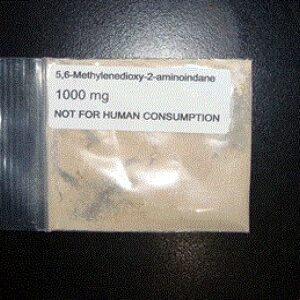 5,6-Methylenedioxy-2-aminoindane
1000 mg
NOT FOR HUMAN CONSUMPTION